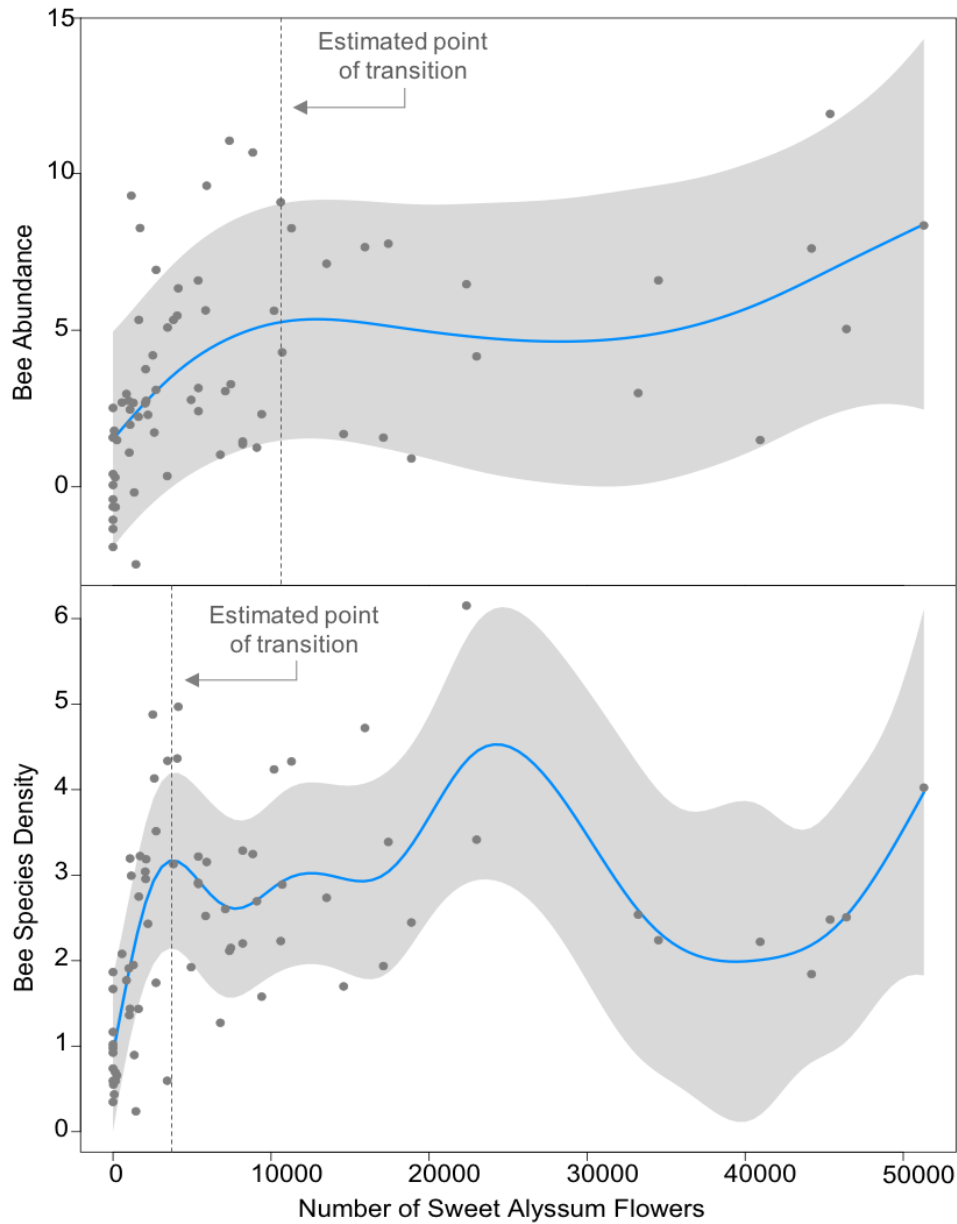 15
Estimated point
of transition
10
5
0
Bee Abundance
6
Estimated point
of transition
5
4
3
2
1
0
Bee Species Density
0
10000
20000
30000
40000
50000
Number of Sweet Alyssum Flowers